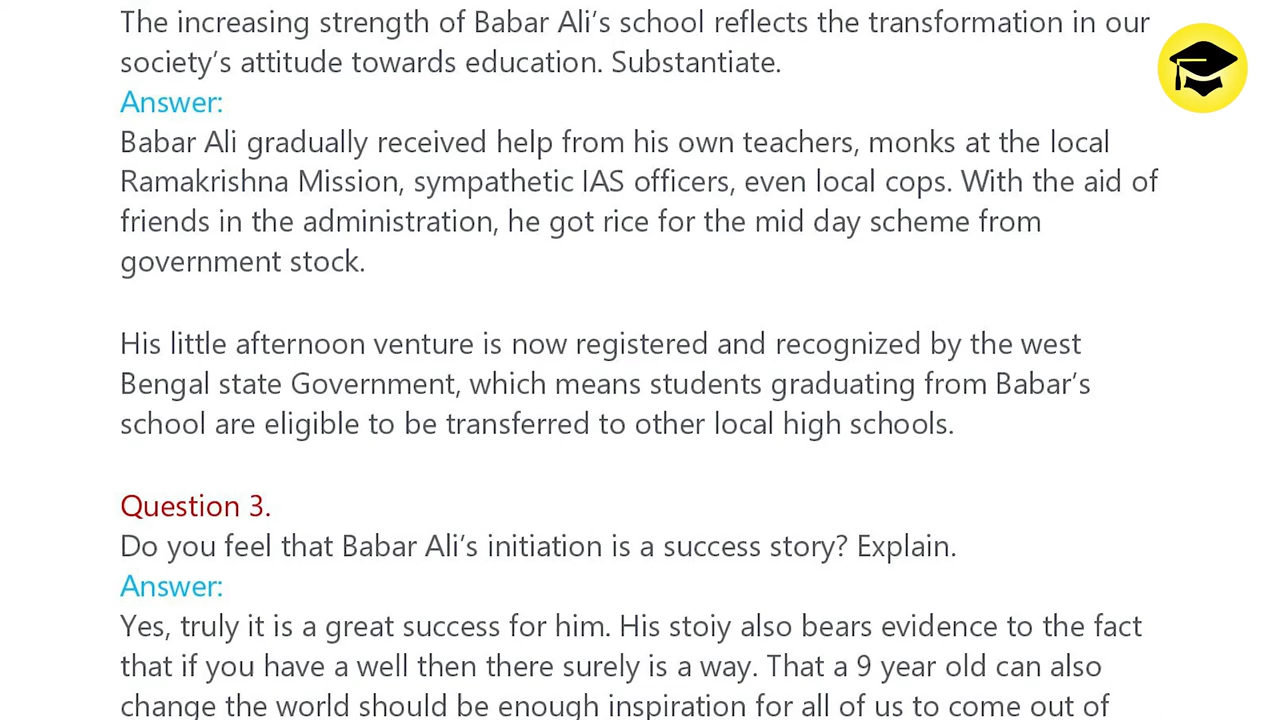 The increasing strength of Babar Ali’s school reflects the transformation in our
society’s attitude towards education. Substantiate.
Answer:
Babar Ali gradually received help from his own teachers, monks at the local
Ramakrishna Mission, sympathetic IAS officers, even local cops. With the aid of
friends in the administration, he got rice for the mid day scheme from
government stock.
His little afternoon venture is now registered and recognized by the west
Bengal state Government, which means students graduating from Babar’s
school are eligible to be transferred to other local high schools.
Question 3.
Do you feel that Babar Ali’s initiation is a success story? Explain.
Answer:
Yes, truly it is a great success for him. His stoiy also bears evidence to the fact
that if you have a well then there surely is a way. That a 9 year old can also
change the world should be enough inspiration for all of us to come out of